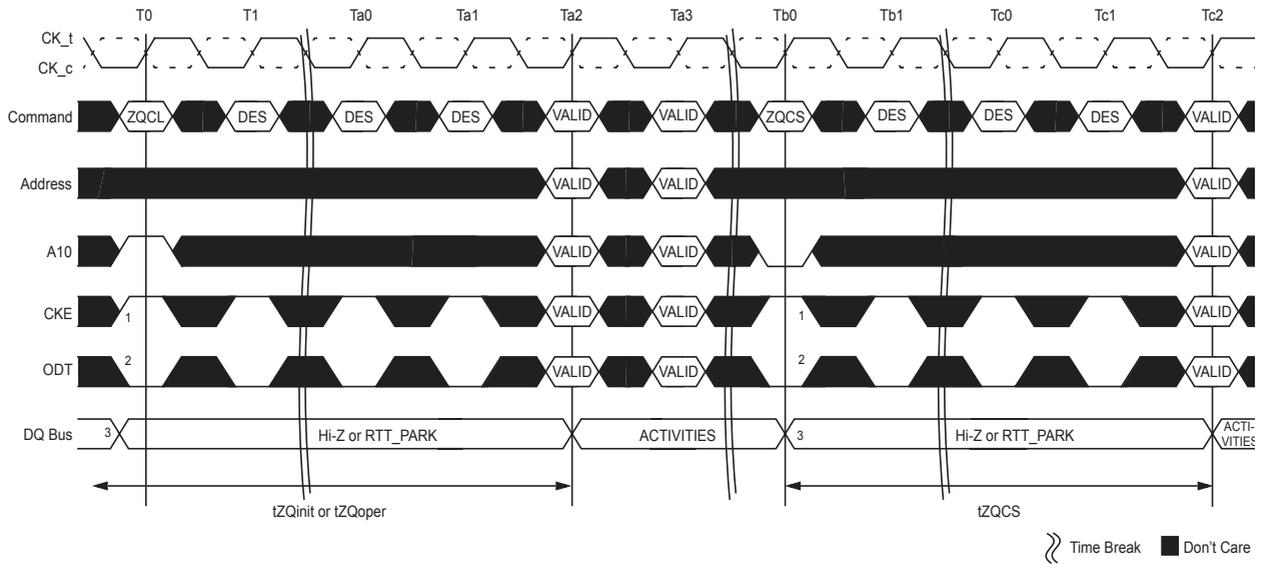 T0 T1 Ta0 Ta1 Ta2 Ta3 Tb0 Tb1 Tc0 Tc1 Tc2
CK_t
CK_c
Command ZQCL DES DES DES VALID VALID ZQCS DES DES DES VALID
Address VALID VALID VALID
A10 VALID VALID VALID
CKE 1 VALID VALID 1 VALID
ODT 2 VALID VALID 2 VALID
DQ Bus 3 Hi-Z or RTT_PARK ACTIVITIES 3 Hi-Z or RTT_PARK ACTI-
VITIES
tZQinit or tZQoper tZQCS
Time Break Don't Care